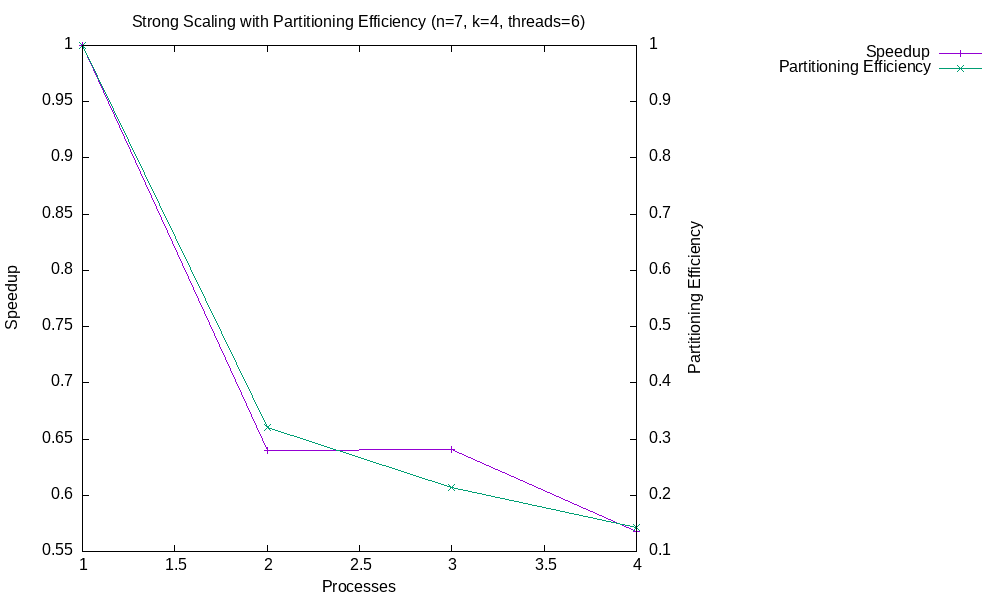 Strong Scaling with Partitioning Efficiency (n=7, k=4, threads=6)
Speedup
Partitioning Efficiency
1
0.95
0.9
0.85
0.8
0.75
0.7
0.65
0.6
0.55
Speedup
1
0.9
0.8
0.7
0.6
0.5
0.4
0.3
0.2
0.1
Partitioning Efficiency
1 1.5 2 2.5 3 3.5 4
Processes